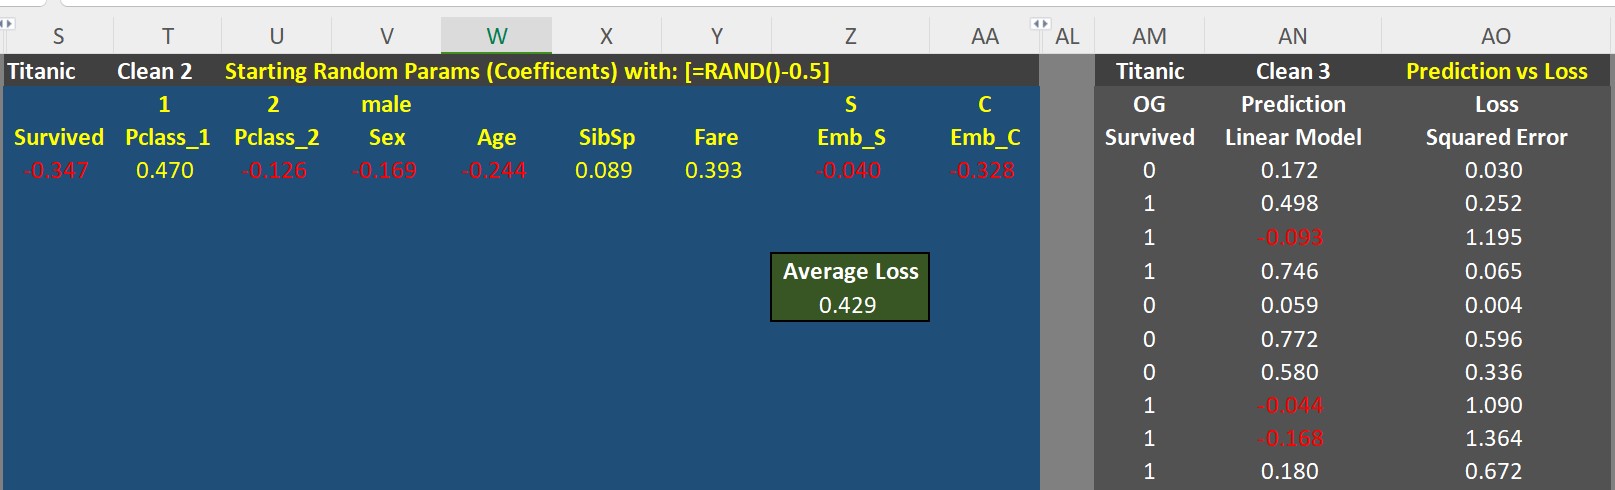 S T U V W X Y Z AA AL AM AN AO
Titanic Clean 2 Starting Random Params (Coefficents) with: [=RAND()-0.5] Titanic Clean 3 Prediction vs Loss
1 2 male S C OG Prediction Loss
Survived Pclass_1 Pclass_2 Sex Age SibSp Fare Emb_S Emb_C Survived Linear Model Squared Error
-0.347 0.470 -0.126 -0.169 -0.244 0.089 0.393 -0.040 -0.328 0 0.172 0.030
1 0.498 0.252
1 -0.093 1.195
Average Loss 1 0.746 0.065
0.429 0 0.059 0.004
0 0.772 0.596
0 0.580 0.336
1 -0.044 1.090
1 -0.168 1.364
1 0.180 0.672